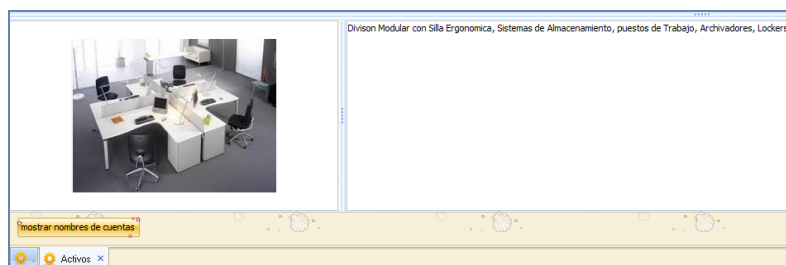 Divison Modular con Silla Ergonomica, Sistemas de Almacenamiento, puestos de Trabajo, Archivadores, Lockers
mostrar nombres de cuentas
Activos